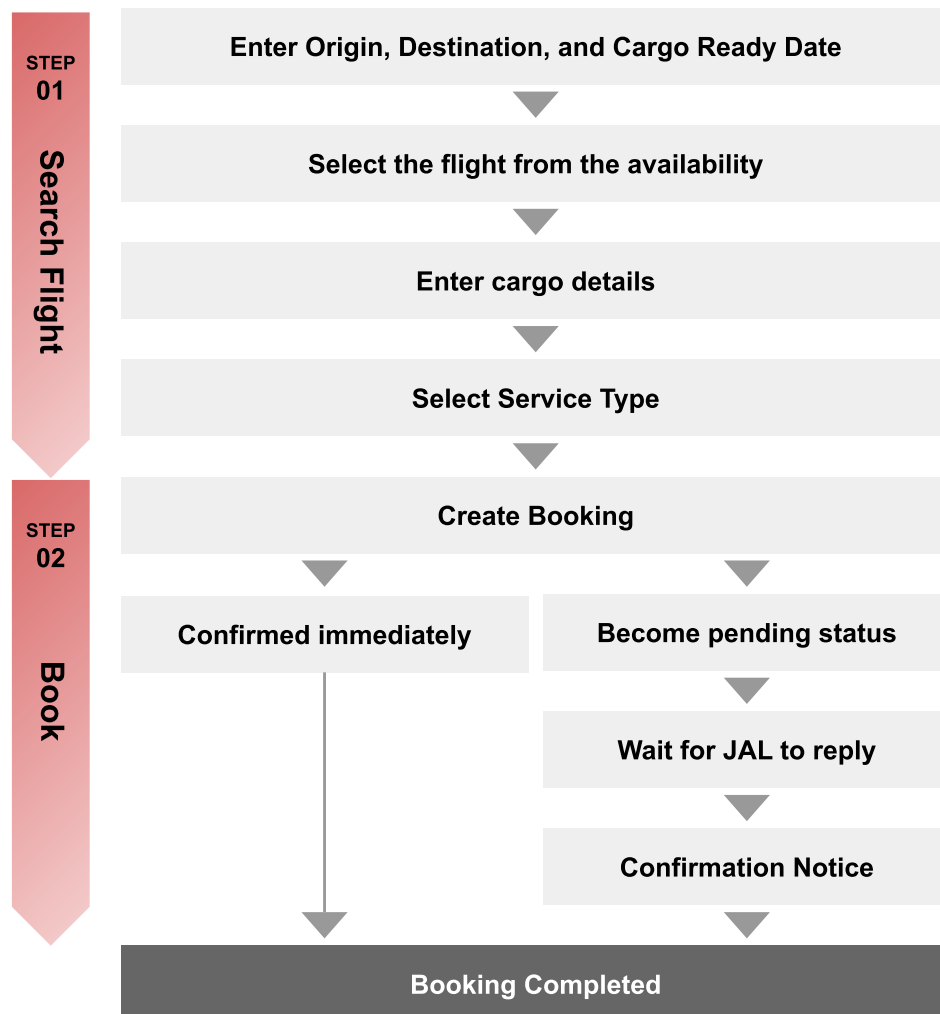 STEP
01
Search Flight
Enter Origin, Destination, and Cargo Ready Date
Select the flight from the availability
Enter cargo details
Select Service Type
STEP
02
Book
Create Booking
Confirmed immediately
Become pending status
Wait for JAL to reply
Confirmation Notice
Booking Completed